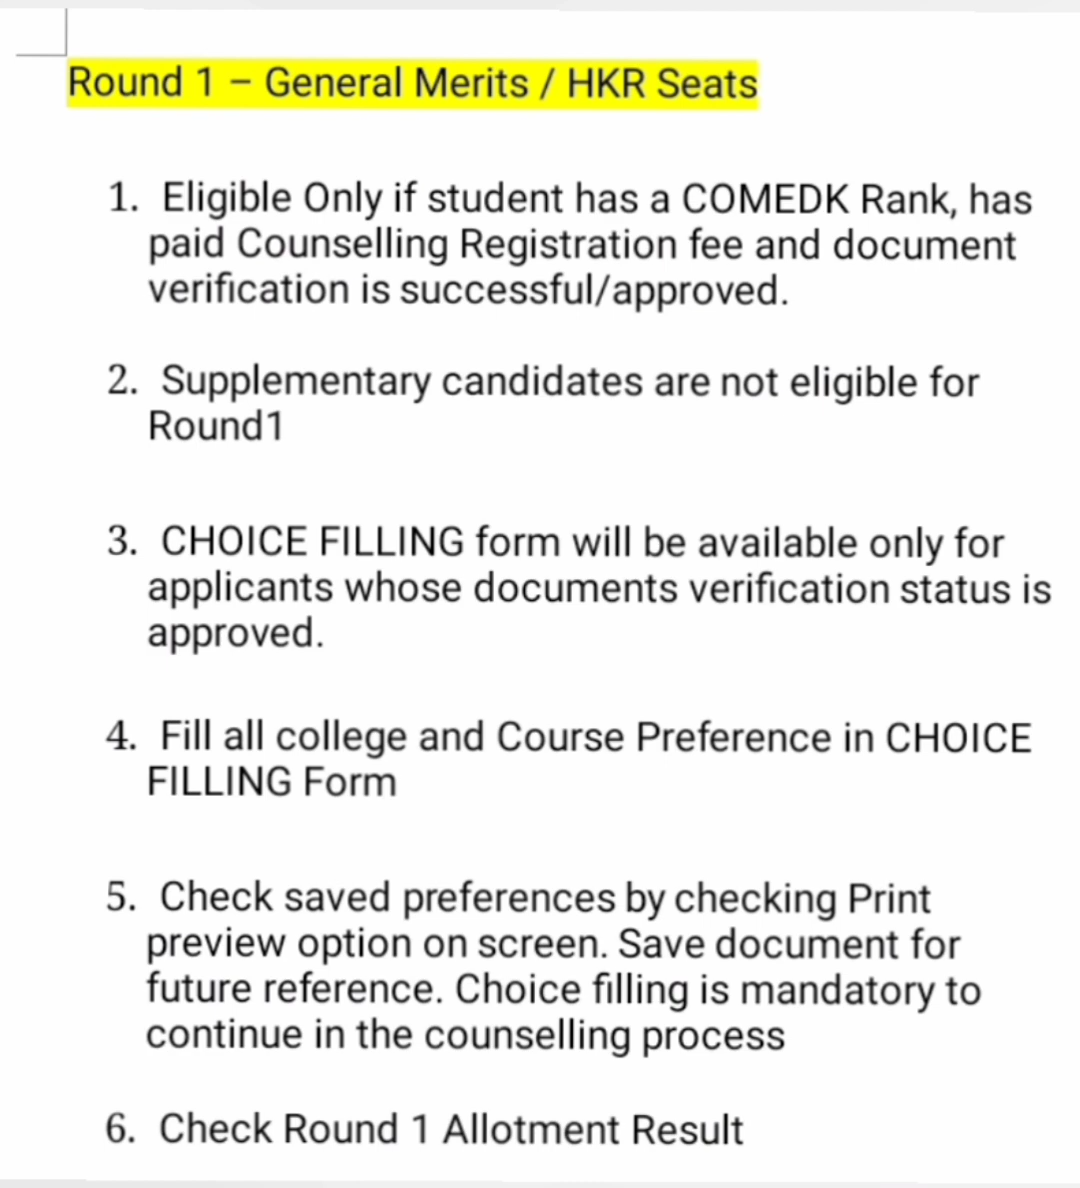 Round 1 – General Merits / HKR Seats
1. Eligible Only if student has a COMEDK Rank, has
paid Counselling Registration fee and document
verification is successful/approved.
2. Supplementary candidates are not eligible for
Round1
3. CHOICE FILLING form will be available only for
applicants whose documents verification status is
approved.
4. Fill all college and Course Preference in CHOICE
FILLING Form
5. Check saved preferences by checking Print
preview option on screen. Save document for
future reference. Choice filling is mandatory to
continue in the counselling process
6. Check Round 1 Allotment Result